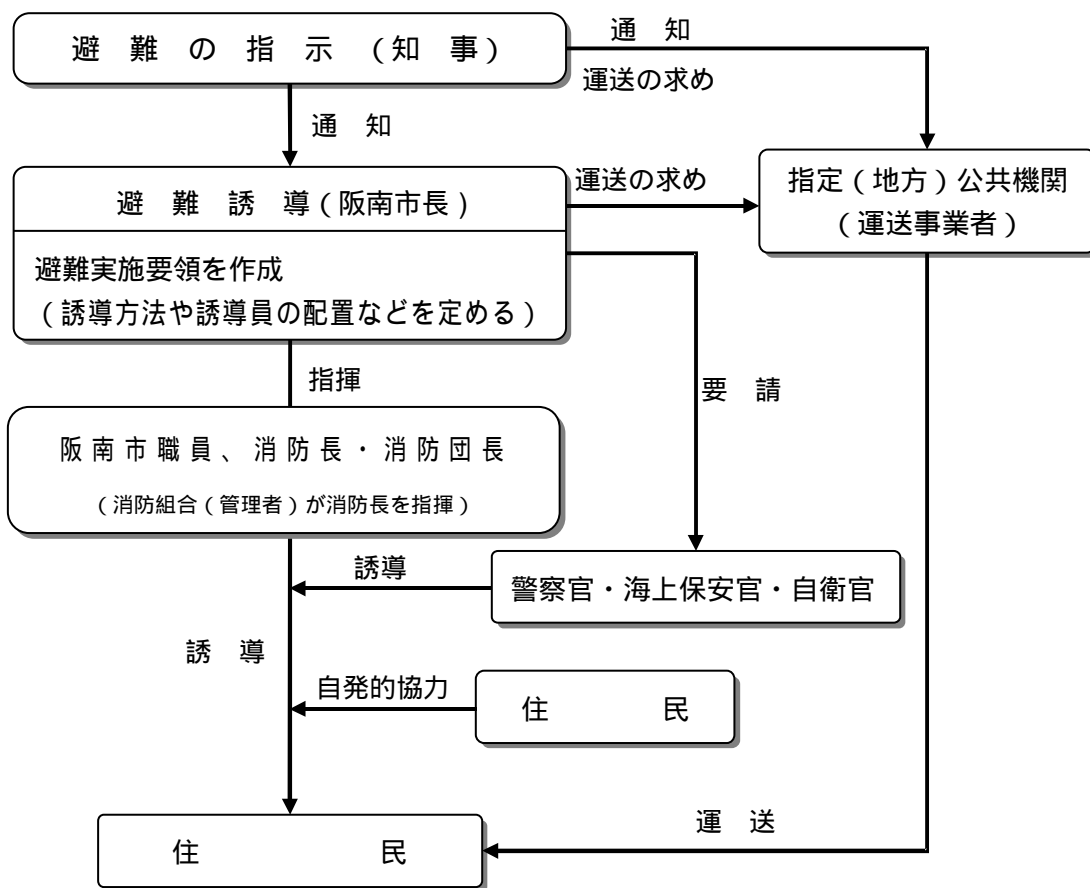 避 難 の 指 示 （知 事）
通 知
運送の求め
通 知
避 難 誘 導（阪南市長）
運送の求め
指定（地方）公共機関
（運送事業者）
避難実施要領を作成
（誘導方法や誘導員の配置などを定める）
指揮
要 請
阪南市職員、消防長・消防団長
（消防組合（管理者）が消防長を指揮）
誘導
警察官・海上保安官・自衛官
誘 導
自発的協力
住 民
運 送
住 民